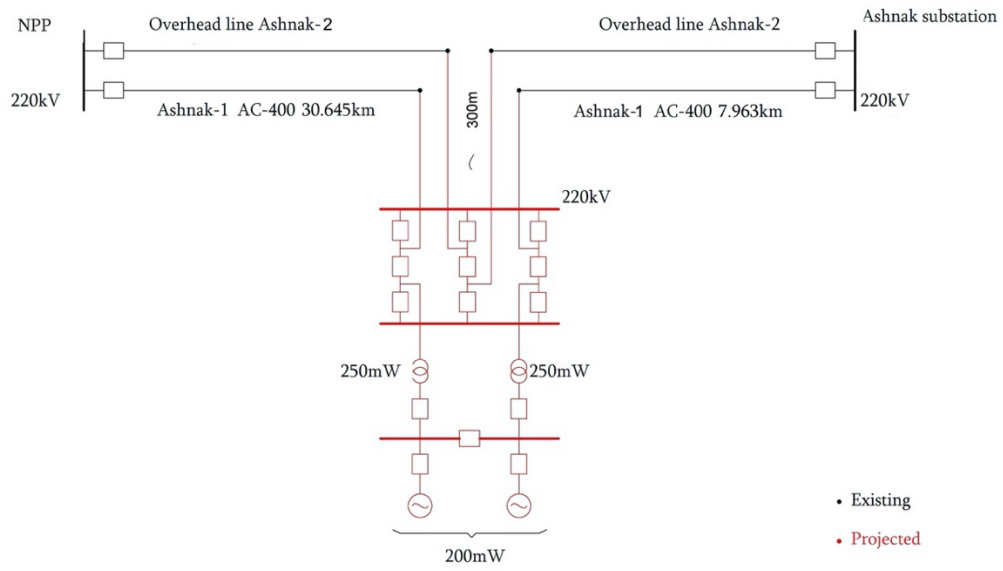 NPP
Overhead line Ashnak-2
Overhead line Ashnak-2
Ashnak substation
220kV
Ashnak-1 AC-400 30.645km
300m
Ashnak-1 AC-400 7.963km
220kV
220kV
250mW
250mW
200mW
• Existing
• Projected